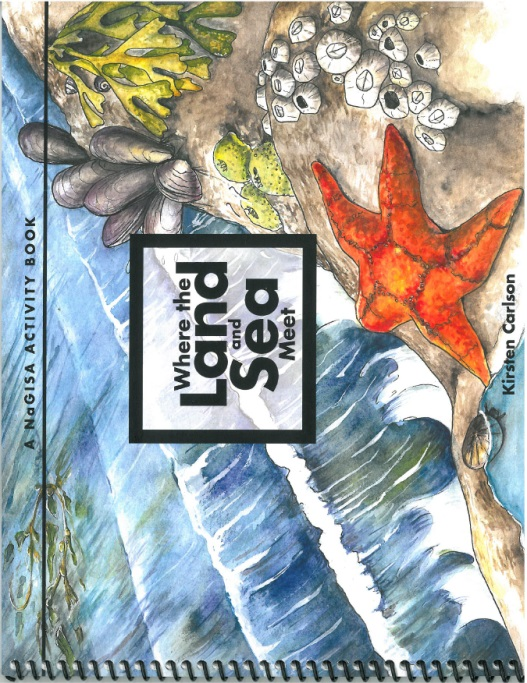 A NaGISA ACTIVITY BOOK
Where the
Land
and
Sea
Meet
Kirsten Carlson